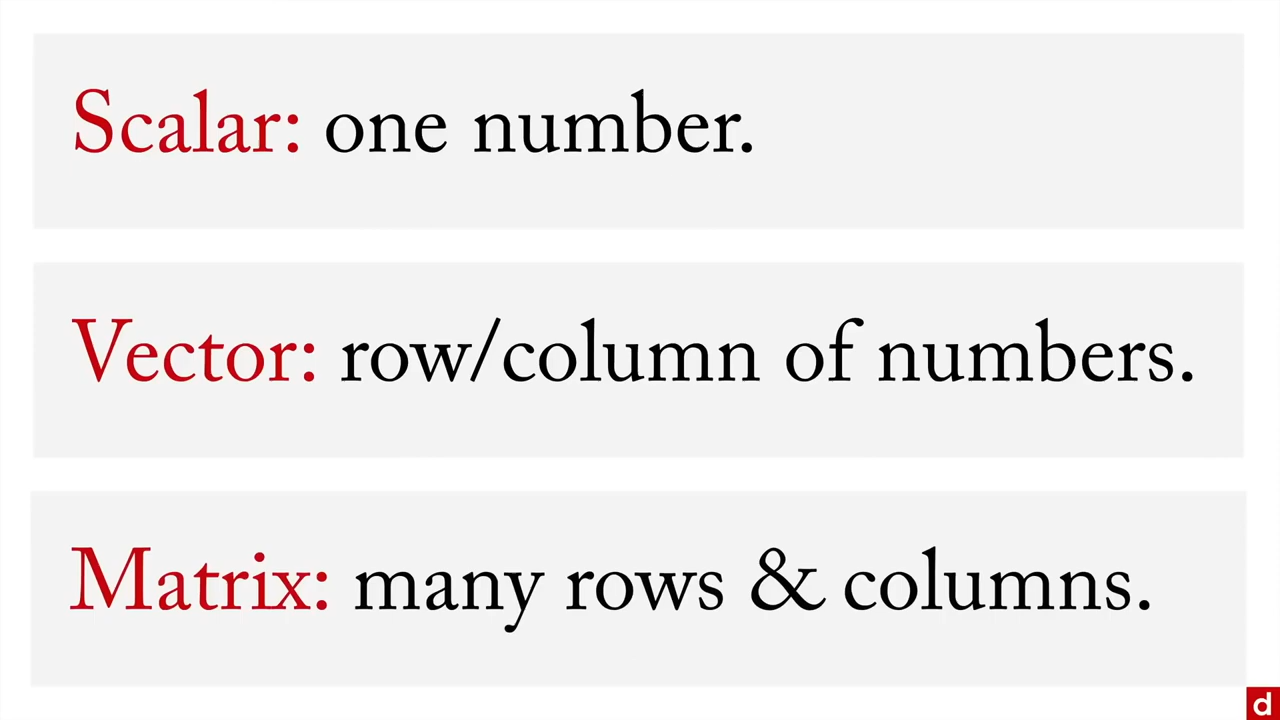 Scalar: one number.
Vector: row/column of numbers.
Matrix: many rows & columns.
d